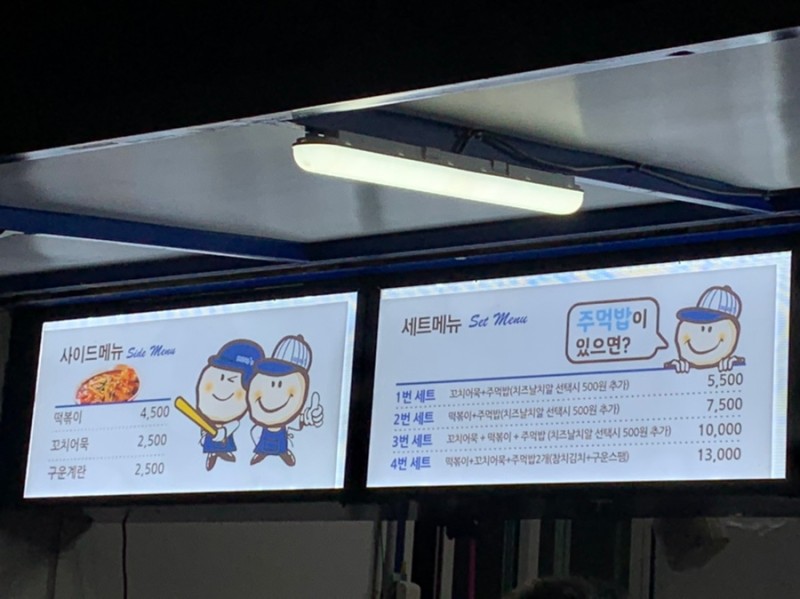 사이드메뉴 Side Menu
떡볶이 4,500
꼬치어묵 2,500
구운계란 2,500
세트메뉴 Set Menu
주먹밥이
있으면?
1번 세트 꼬치어묵+주먹밥(치즈날치알 선택시 500원 추가) 5,500
2번 세트 떡볶이+주먹밥(치즈날치알 선택시 500원 추가) 7,500
3번 세트 꼬치어묵 + 떡볶이 + 주먹밥 (치즈날치알 선택시 500원 추가) 10,000
4번 세트 떡볶이+꼬치어묵+주먹밥2개(참치김치+구운스팸) 13,000